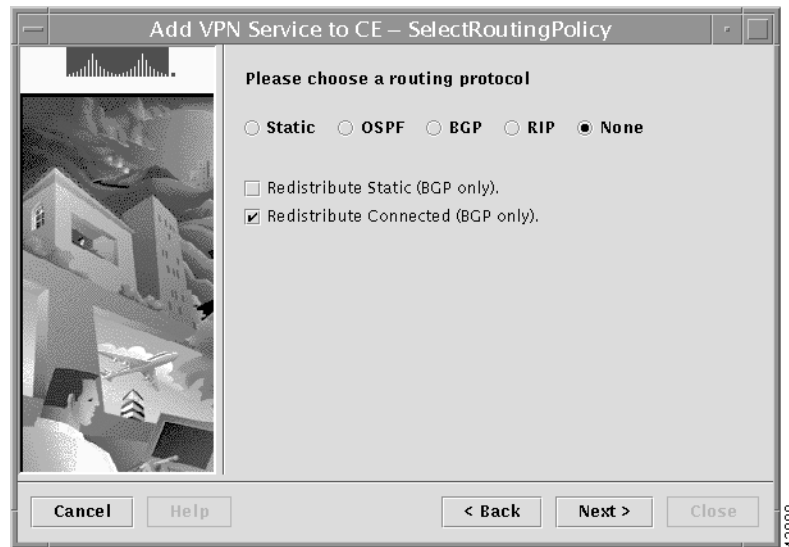 Add VPN Service to CE – SelectRoutingPolicy
Please choose a routing protocol
Static OSPF BGP RIP None
Redistribute Static (BGP only).
Redistribute Connected (BGP only).
Cancel Help < Back Next > Close